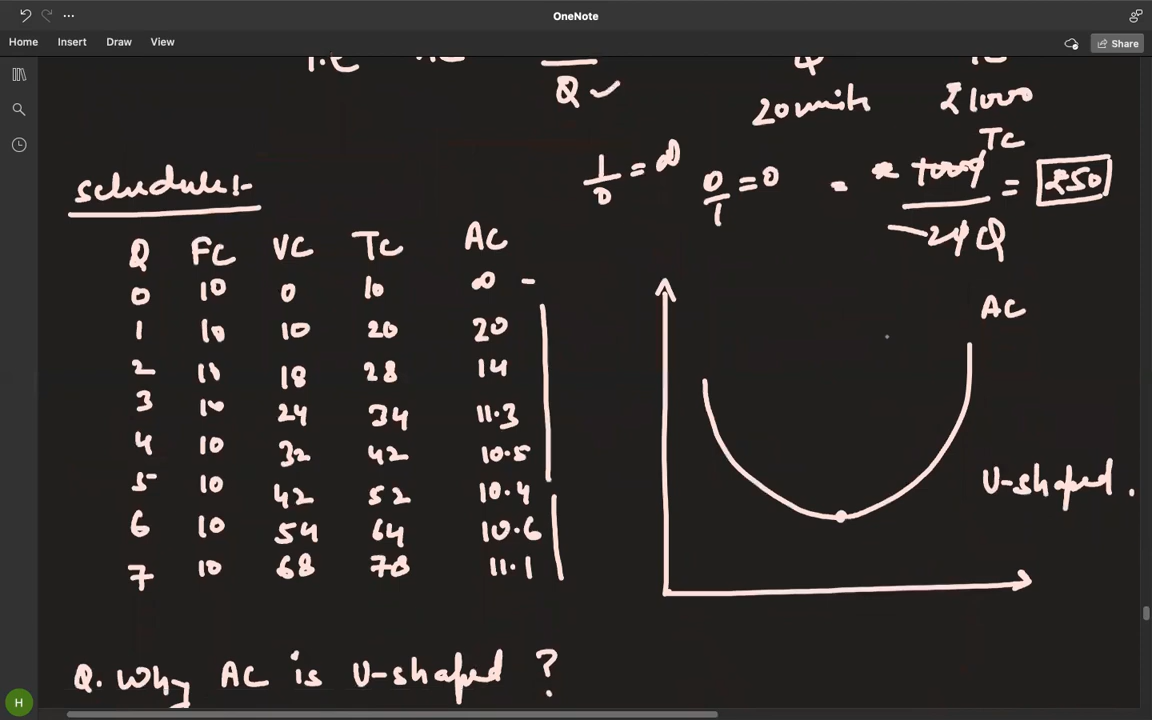 OneNote
Home Insert Draw View
Share
Q
20 units ₹1000
Schedule:-
1/0 = ∞ 0/1 = 0
TC
= ₹50
Q
Q FC VC TC AC
0 10 0 10 ∞ -
1 10 10 20 20
2 10 18 28 14
3 10 24 34 11.3
4 10 32 42 10.5
5 10 42 52 10.4
6 10 54 64 10.6
7 10 68 78 11.1
AC
U-shaped.
Q. Why AC is U-shaped ?
H